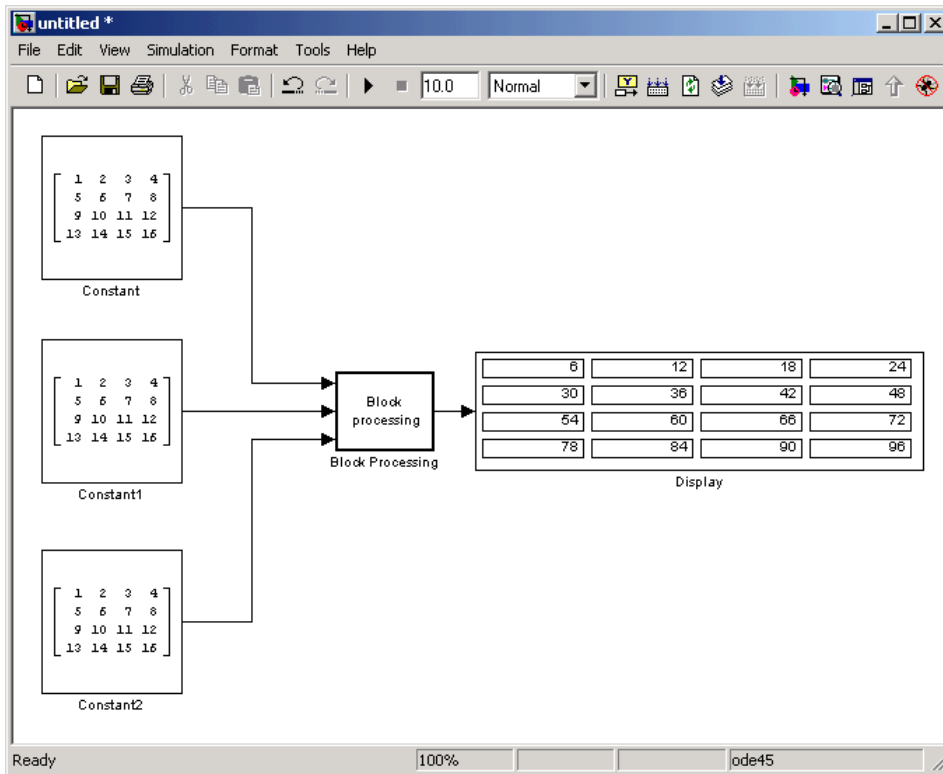 untitled *
File Edit View Simulation Format Tools Help
10.0 Normal
1 2 3 4
5 6 7 8
9 10 11 12
13 14 15 16
Constant
1 2 3 4
5 6 7 8
9 10 11 12
13 14 15 16
Constant1
Block
processing
Block Processing
6 12 18 24
30 36 42 48
54 60 66 72
78 84 90 96
Display
1 2 3 4
5 6 7 8
9 10 11 12
13 14 15 16
Constant2
Ready 100% ode45